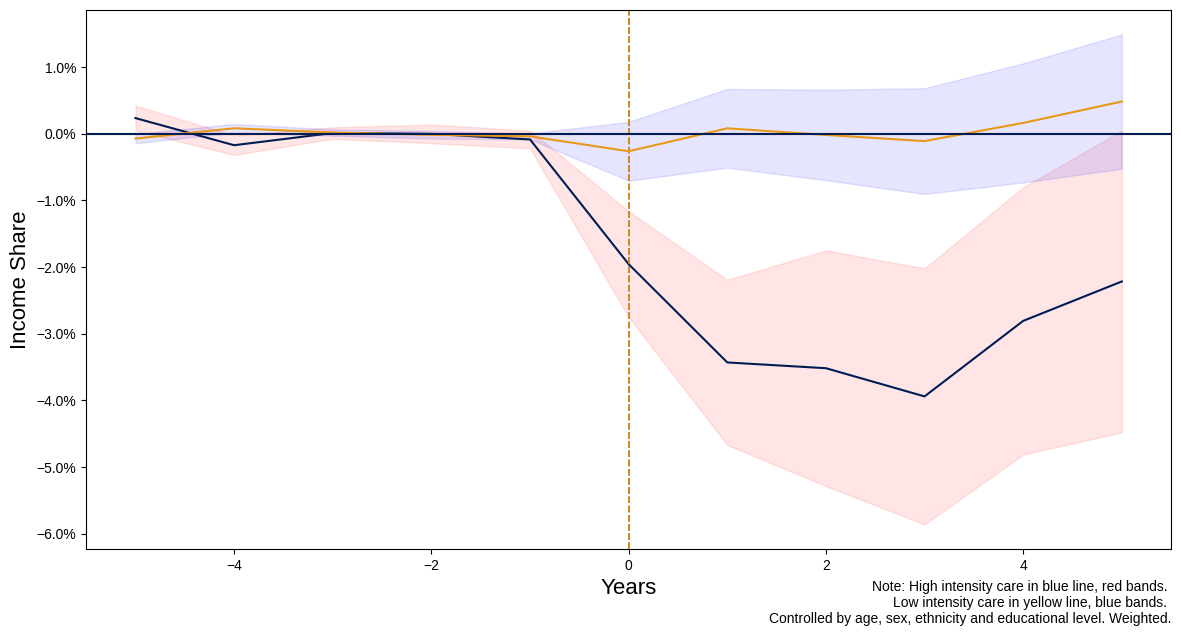 1.0%
0.0%
−1.0%
−2.0%
−3.0%
−4.0%
−5.0%
−6.0%
Income Share
−4
−2
0
2
4
Years
Note: High intensity care in blue line, red bands.
Low intensity care in yellow line, blue bands.
Controlled by age, sex, ethnicity and educational level. Weighted.